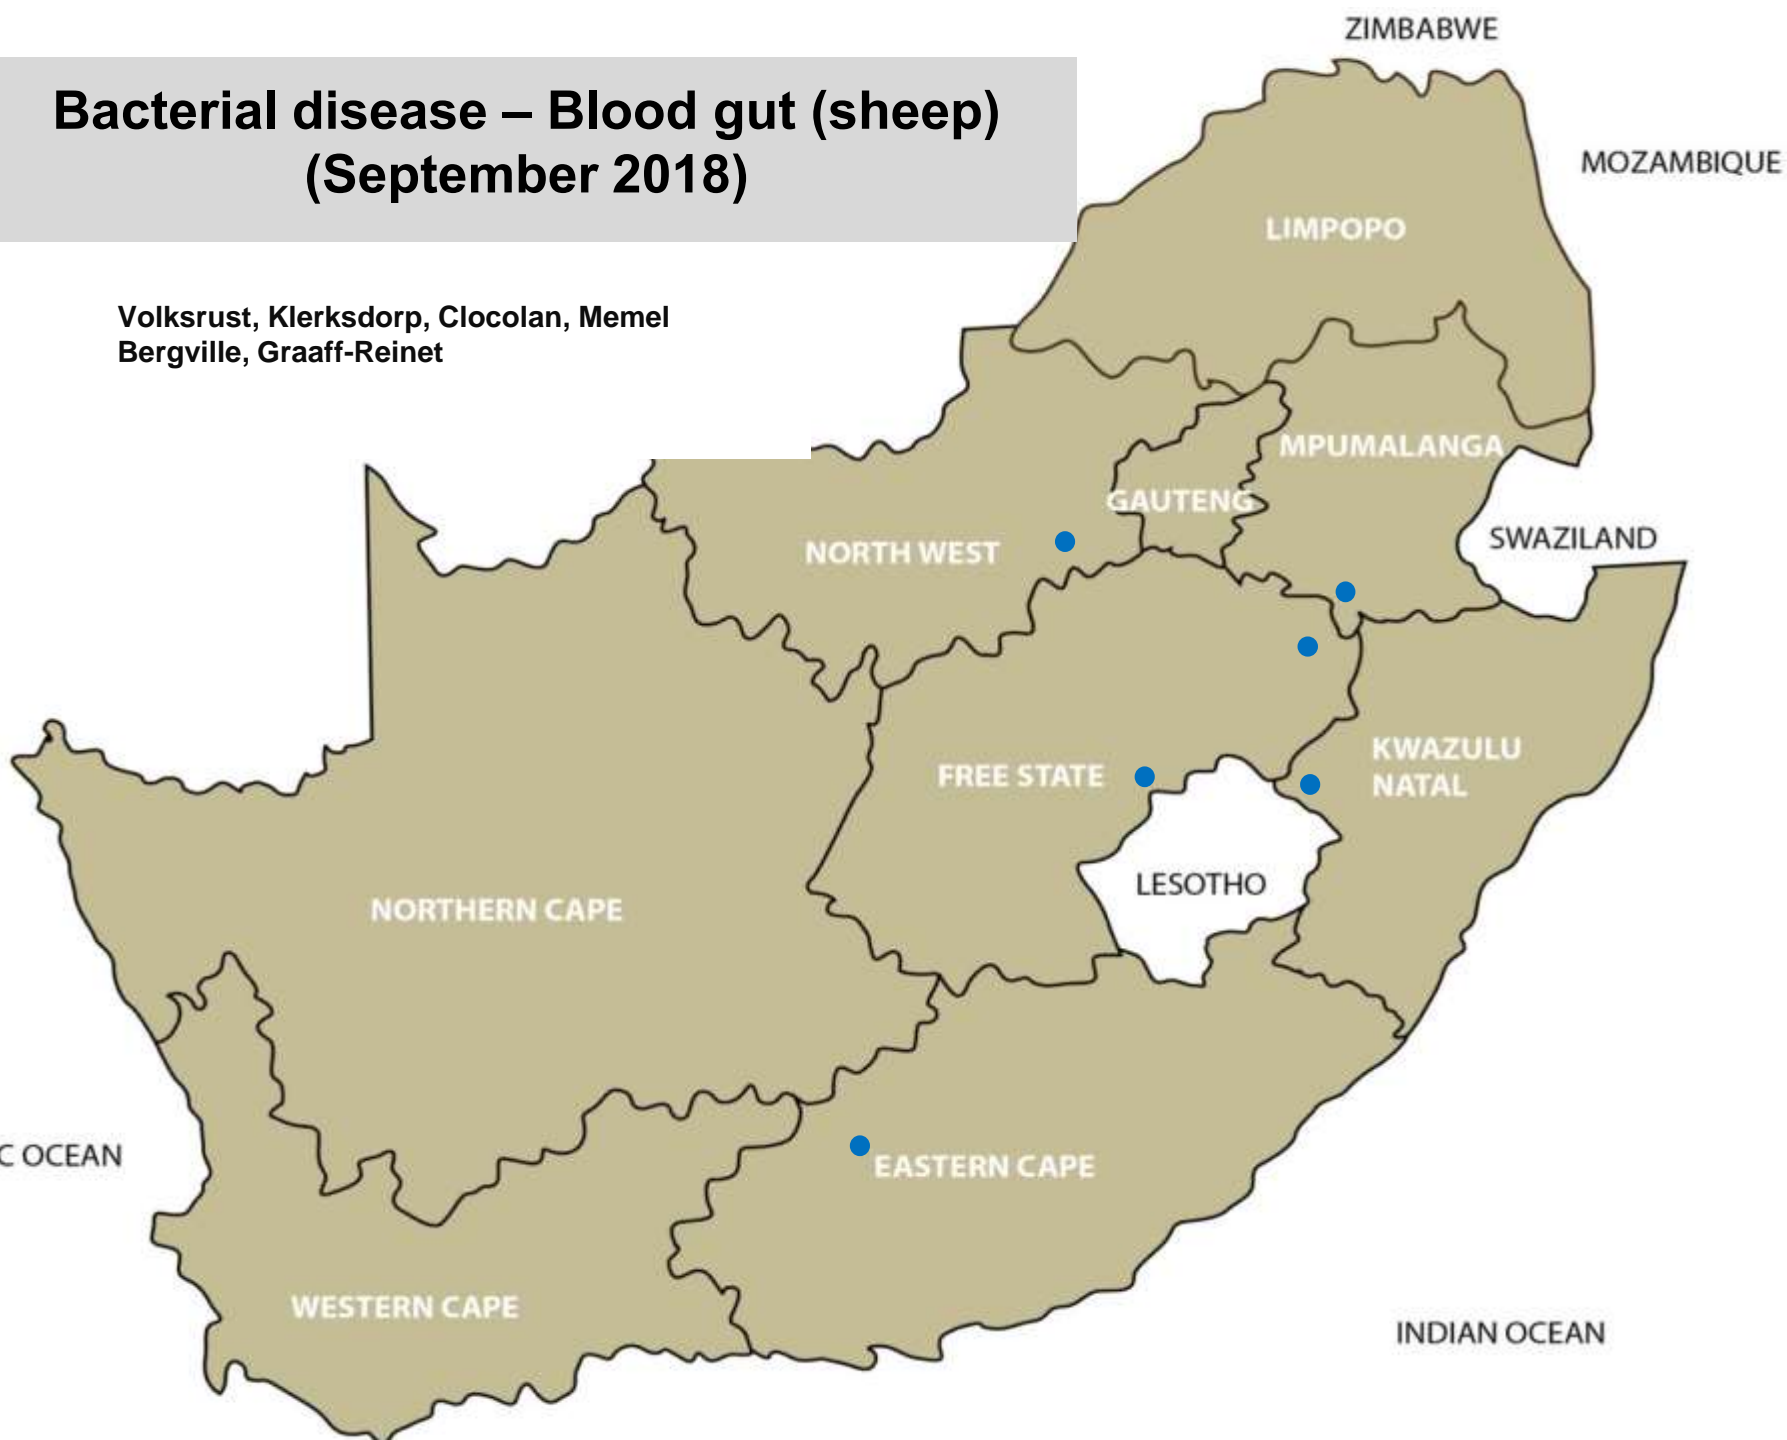 ZIMBABWE
Bacterial disease – Blood gut (sheep)
(September 2018)
MOZAMBIQUE
LIMPOPO
Volksrust, Klerksdorp, Clocolan, Memel
Bergville, Graaff-Reinet
MPUMALANGA
GAUTENG
SWAZILAND
NORTH WEST
KWAZULU
NATAL
FREE STATE
LESOTHO
NORTHERN CAPE
C OCEAN
EASTERN CAPE
WESTERN CAPE
INDIAN OCEAN